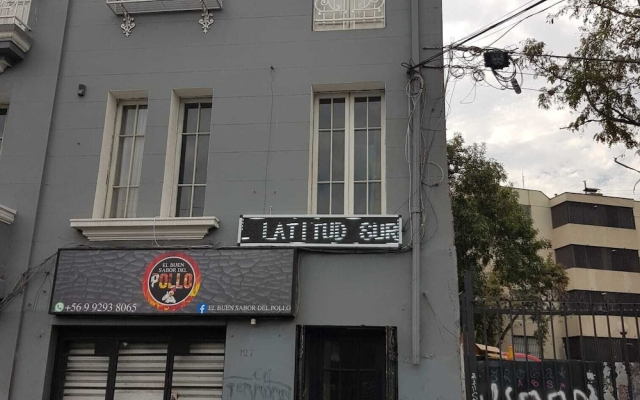 L LATITUD SUR
EL BUEN
SABOR DEL
POLLO
+56 9 9293 8065
EL BUEN SABOR DEL POLLO